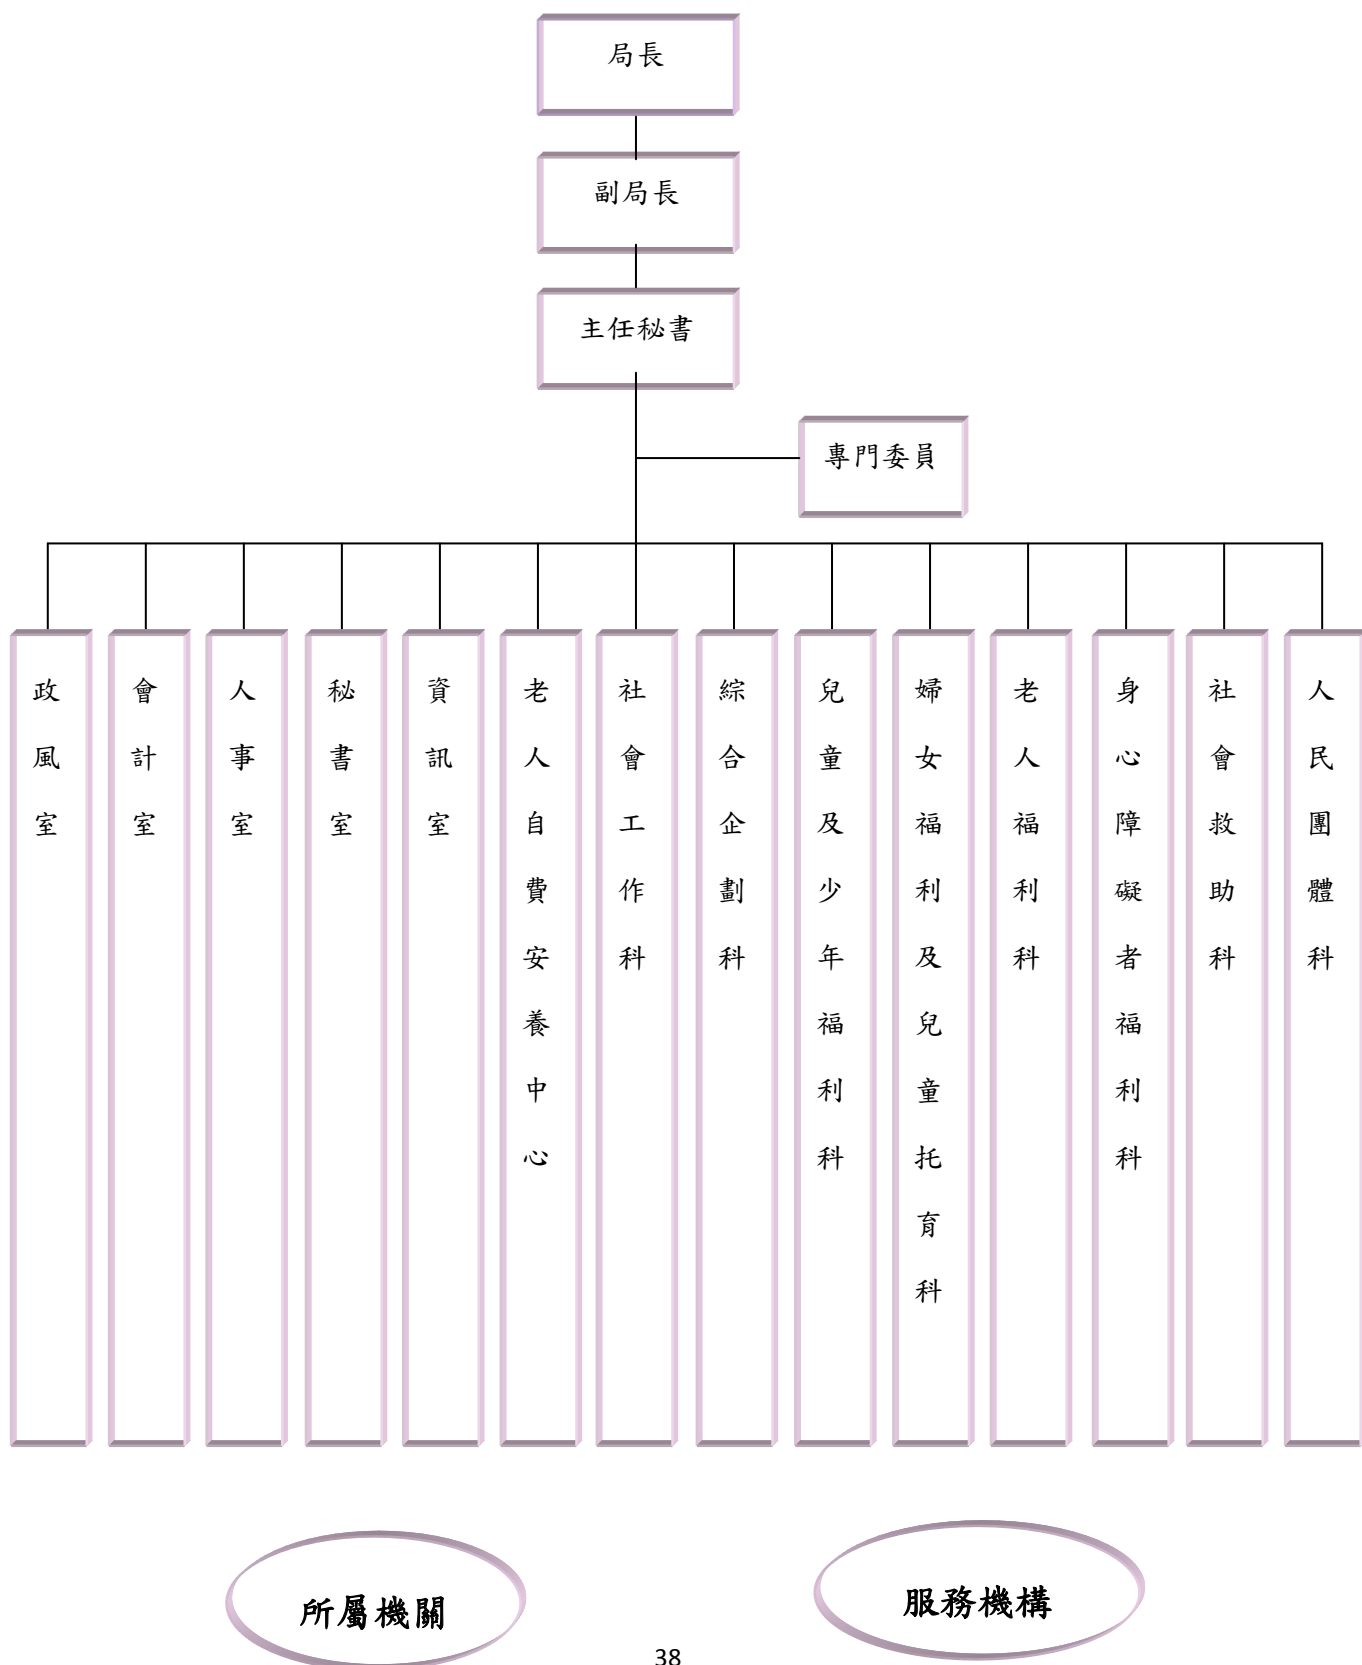 局長
副局長
主任秘書
專門委員
政風室
會計室
人事室
秘書室
資訊室
老人自費安養中心
社會工作科
綜合企劃科
兒童及少年福利科
婦女福利及兒童托育科
老人福利科
身心障礙者福利科
社會救助科
人民團體科
所屬機關
服務機構
38